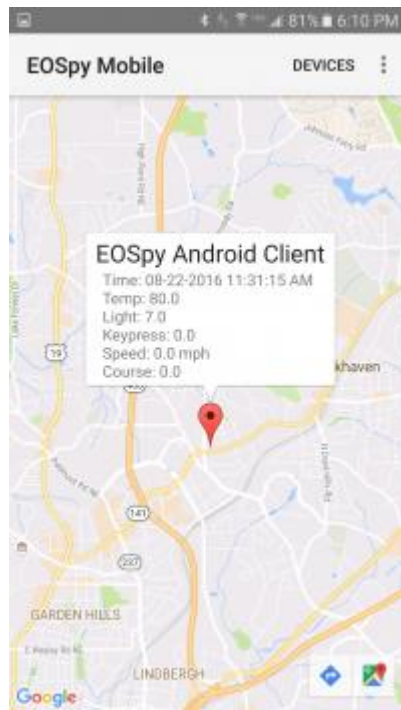 81% 6:10 PM
EOSpy Mobile DEVICES
EOSpy Android Client
Time: 08-22-2016 11:31:15 AM
Temp: 80.0
Light: 7.0
Keypress: 0.0
Speed: 0.0 mph
Course: 0.0
19
khaven
141
237
GARDEN HILLS
LINDBERGH
Google